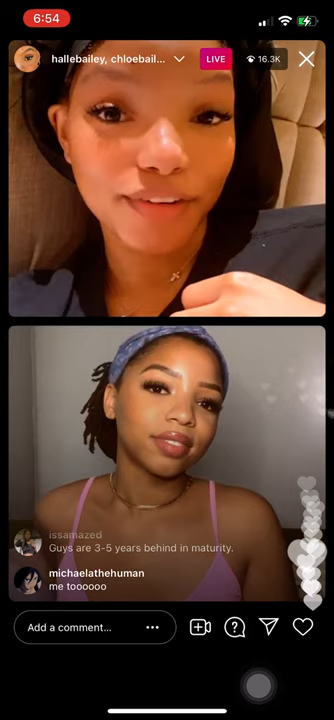 6:54
hallebailey, chloebail...
LIVE
16.3K
issamazed
Guys are 3-5 years behind in maturity.
michaelathehuman
me toooooo
Add a comment...